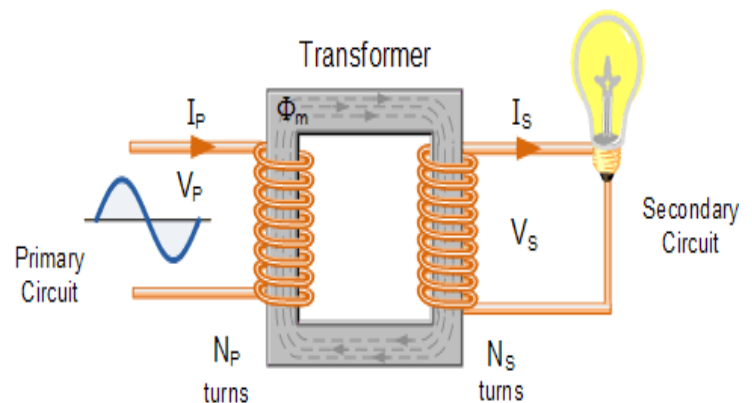 Transformer
Φm
IP
IS
VP
VS
Primary
Circuit
Secondary
Circuit
NP
turns
NS
turns